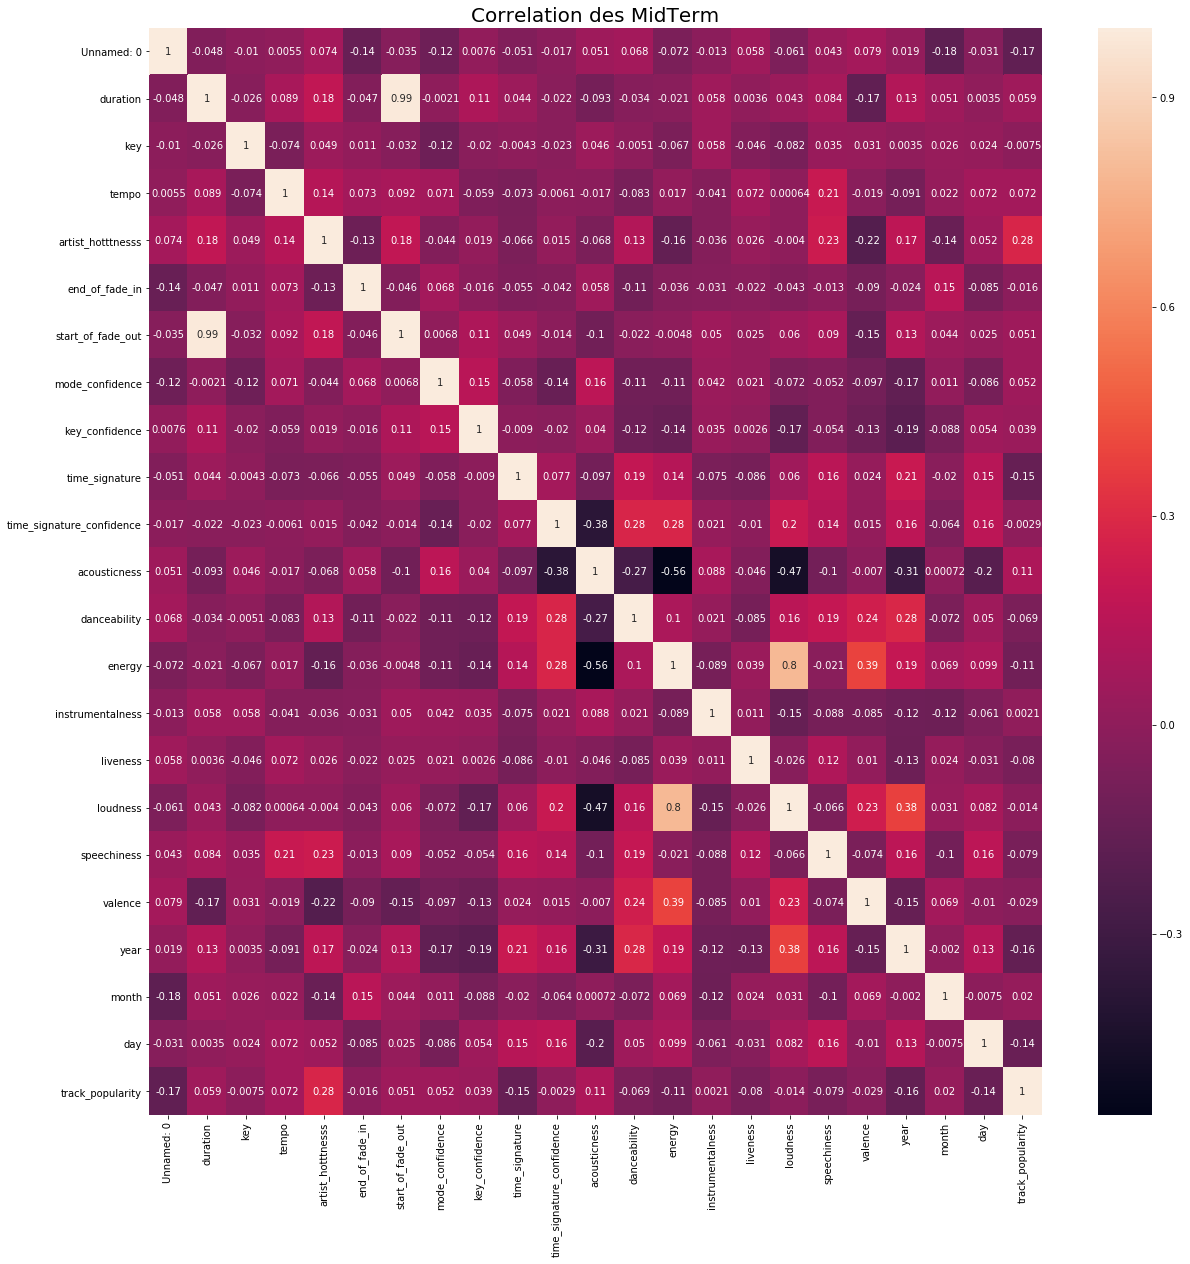 Correlation des MidTerm
Unnamed: 0 1 -0.048 -0.01 0.0055 0.074 -0.14 -0.035 -0.12 0.0076 -0.051 -0.017 0.051 0.068 -0.072 -0.013 0.058 -0.061 0.043 0.079 0.019 -0.18 -0.031 -0.17
duration -0.048 1 -0.026 0.089 0.18 -0.047 0.99 -0.0021 0.11 0.044 -0.022 -0.093 -0.034 -0.021 0.058 0.0036 0.043 0.084 -0.17 0.13 0.051 0.0035 0.059
key -0.01 -0.026 1 -0.074 0.049 0.011 -0.032 -0.12 -0.02 -0.0043 -0.023 0.046 -0.0051 -0.067 0.058 -0.046 -0.082 0.035 0.031 0.0035 0.026 0.024 -0.0075
tempo 0.0055 0.089 -0.074 1 0.14 0.073 0.092 0.071 -0.059 -0.073 -0.0061 -0.017 -0.083 0.017 -0.041 0.072 0.00064 0.21 -0.019 -0.091 0.022 0.072 0.072
artist_hotttnesss 0.074 0.18 0.049 0.14 1 -0.13 0.18 -0.044 0.019 -0.066 0.015 -0.068 0.13 -0.16 -0.036 0.026 -0.004 0.23 -0.22 0.17 -0.14 0.052 0.28
end_of_fade_in -0.14 -0.047 0.011 0.073 -0.13 1 -0.046 0.068 -0.016 -0.055 -0.042 0.058 -0.11 -0.036 -0.031 -0.022 -0.043 -0.013 -0.09 -0.024 0.15 -0.085 -0.016
start_of_fade_out -0.035 0.99 -0.032 0.092 0.18 -0.046 1 0.0068 0.11 0.049 -0.014 -0.1 -0.022 -0.0048 0.05 0.025 0.06 0.09 -0.15 0.13 0.044 0.025 0.051
mode_confidence -0.12 -0.0021 -0.12 0.071 -0.044 0.068 0.0068 1 0.15 -0.058 -0.14 0.16 -0.11 -0.11 0.042 0.021 -0.072 -0.052 -0.097 -0.17 0.011 -0.086 0.052
key_confidence 0.0076 0.11 -0.02 -0.059 0.019 -0.016 0.11 0.15 1 -0.009 -0.02 0.04 -0.12 -0.14 0.035 0.0026 -0.17 -0.054 -0.13 -0.19 -0.088 0.054 0.039
time_signature -0.051 0.044 -0.0043 -0.073 -0.066 -0.055 0.049 -0.058 -0.009 1 0.077 -0.097 0.19 0.14 -0.075 -0.086 0.06 0.16 0.024 0.21 -0.02 0.15 -0.15
time_signature_confidence -0.017 -0.022 -0.023 -0.0061 0.015 -0.042 -0.014 -0.14 -0.02 0.077 1 -0.38 0.28 0.28 0.021 -0.01 0.2 0.14 0.015 0.16 -0.064 0.16 -0.0029
acousticness 0.051 -0.093 0.046 -0.017 -0.068 0.058 -0.1 0.16 0.04 -0.097 -0.38 1 -0.27 -0.56 0.088 -0.046 -0.47 -0.1 -0.007 -0.31 0.00072 -0.2 0.11
danceability 0.068 -0.034 -0.0051 -0.083 0.13 -0.11 -0.022 -0.11 -0.12 0.19 0.28 -0.27 1 0.1 0.021 -0.085 0.16 0.19 0.24 0.28 -0.072 0.05 -0.069
energy -0.072 -0.021 -0.067 0.017 -0.16 -0.036 -0.0048 -0.11 -0.14 0.14 0.28 -0.56 0.1 1 -0.089 0.039 0.8 -0.021 0.39 0.19 0.069 0.099 -0.11
instrumentalness -0.013 0.058 0.058 -0.041 -0.036 -0.031 0.05 0.042 0.035 -0.075 0.021 0.088 0.021 -0.089 1 0.011 -0.15 -0.088 -0.085 -0.12 -0.12 -0.061 0.0021
liveness 0.058 0.0036 -0.046 0.072 0.026 -0.022 0.025 0.021 0.0026 -0.086 -0.01 -0.046 -0.085 0.039 0.011 1 -0.026 0.12 0.01 -0.13 0.024 -0.031 -0.08
loudness -0.061 0.043 -0.082 0.00064 -0.004 -0.043 0.06 -0.072 -0.17 0.06 0.2 -0.47 0.16 0.8 -0.15 -0.026 1 -0.066 0.23 0.38 0.031 0.082 -0.014
speechiness 0.043 0.084 0.035 0.21 0.23 -0.013 0.09 -0.052 -0.054 0.16 0.14 -0.1 0.19 -0.021 -0.088 0.12 -0.066 1 -0.074 0.16 -0.1 0.16 -0.079
valence 0.079 -0.17 0.031 -0.019 -0.22 -0.09 -0.15 -0.097 -0.13 0.024 0.015 -0.007 0.24 0.39 -0.085 0.01 0.23 -0.074 1 -0.15 0.069 -0.01 -0.029
year 0.019 0.13 0.0035 -0.091 0.17 -0.024 0.13 -0.17 -0.19 0.21 0.16 -0.31 0.28 0.19 -0.12 -0.13 0.38 0.16 -0.15 1 -0.002 0.13 -0.16
month -0.18 0.051 0.026 0.022 -0.14 0.15 0.044 0.011 -0.088 -0.02 -0.064 0.00072 -0.072 0.069 -0.12 0.024 0.031 -0.1 0.069 -0.002 1 -0.0075 0.02
day -0.031 0.0035 0.024 0.072 0.052 -0.085 0.025 -0.086 0.054 0.15 0.16 -0.2 0.05 0.099 -0.061 -0.031 0.082 0.16 -0.01 0.13 -0.0075 1 -0.14
track_popularity -0.17 0.059 -0.0075 0.072 0.28 -0.016 0.051 0.052 0.039 -0.15 -0.0029 0.11 -0.069 -0.11 0.0021 -0.08 -0.014 -0.079 -0.029 -0.16 0.02 -0.14 1
Unnamed: 0
duration
key
tempo
artist_hotttnesss
end_of_fade_in
start_of_fade_out
mode_confidence
key_confidence
time_signature
time_signature_confidence
acousticness
danceability
energy
instrumentalness
liveness
loudness
speechiness
valence
year
month
day
track_popularity
0.9
0.6
0.3
0.0
−0.3